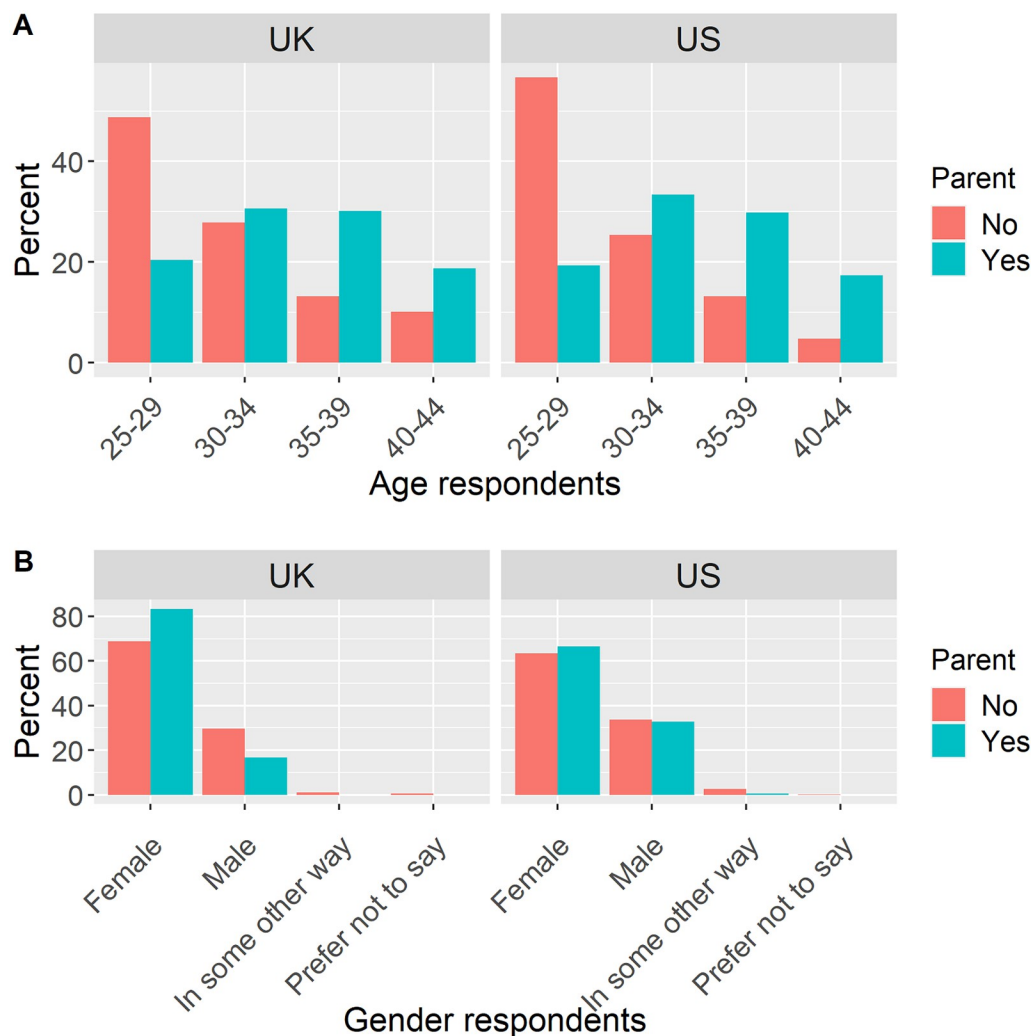 A
UK
US
Percent
40
20
0
25-29
30-34
35-39
40-44
25-29
30-34
35-39
40-44
Age respondents
Parent
No
Yes
B
UK
US
Percent
80
60
40
20
0
Female
Male
In some other way
Prefer not to say
Female
Male
In some other way
Prefer not to say
Gender respondents
Parent
No
Yes